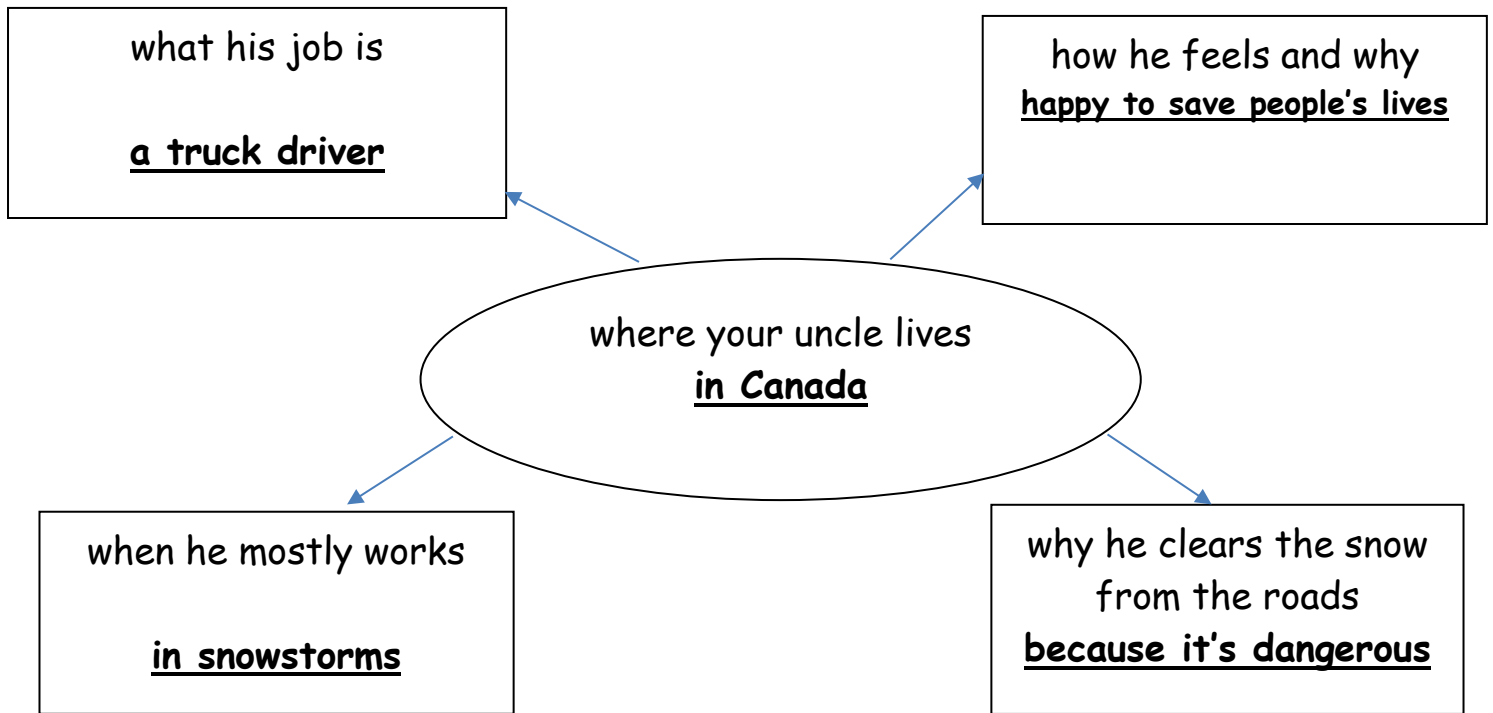 what his job is
a truck driver
how he feels and why
happy to save people's lives
where your uncle lives
in Canada
when he mostly works
in snowstorms
why he clears the snow
from the roads
because it's dangerous